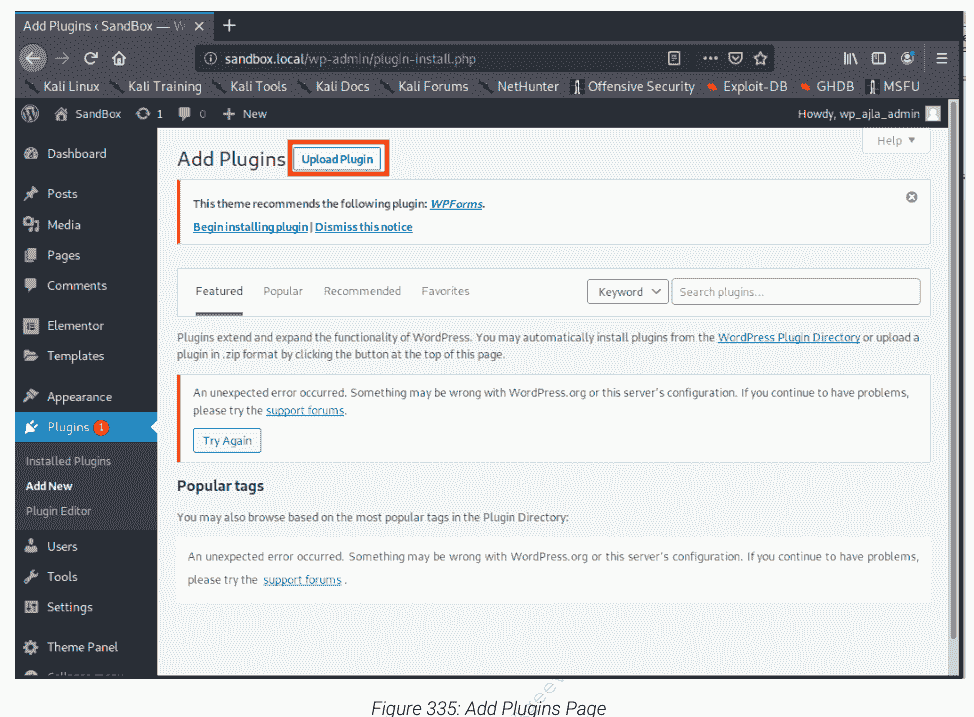 Add Plugins ‹ SandBox — W
sandbox.local/wp-admin/plugin-install.php
Kali Linux Kali Training Kali Tools Kali Docs Kali Forums NetHunter Offensive Security Exploit-DB GHDB MSFU
SandBox 1 0 New Howdy, wp_ajla_admin
Help
Dashboard
Posts
Media
Pages
Comments
Elementor
Templates
Appearance
Plugins 1
Installed Plugins
Add New
Plugin Editor
Users
Tools
Settings
Theme Panel
Collapse menu
Add Plugins Upload Plugin
This theme recommends the following plugin: WPForms.
Begin installing plugin | Dismiss this notice
Featured Popular Recommended Favorites Keyword Search plugins...
Plugins extend and expand the functionality of WordPress. You may automatically install plugins from the WordPress Plugin Directory or upload a
plugin in .zip format by clicking the button at the top of this page.
An unexpected error occurred. Something may be wrong with WordPress.org or this server's configuration. If you continue to have problems,
please try the support forums.
Try Again
Popular tags
You may also browse based on the most popular tags in the Plugin Directory:
An unexpected error occurred. Something may be wrong with WordPress.org or this server's configuration. If you continue to have problems,
please try the support forums .
Figure 335: Add Plugins Page